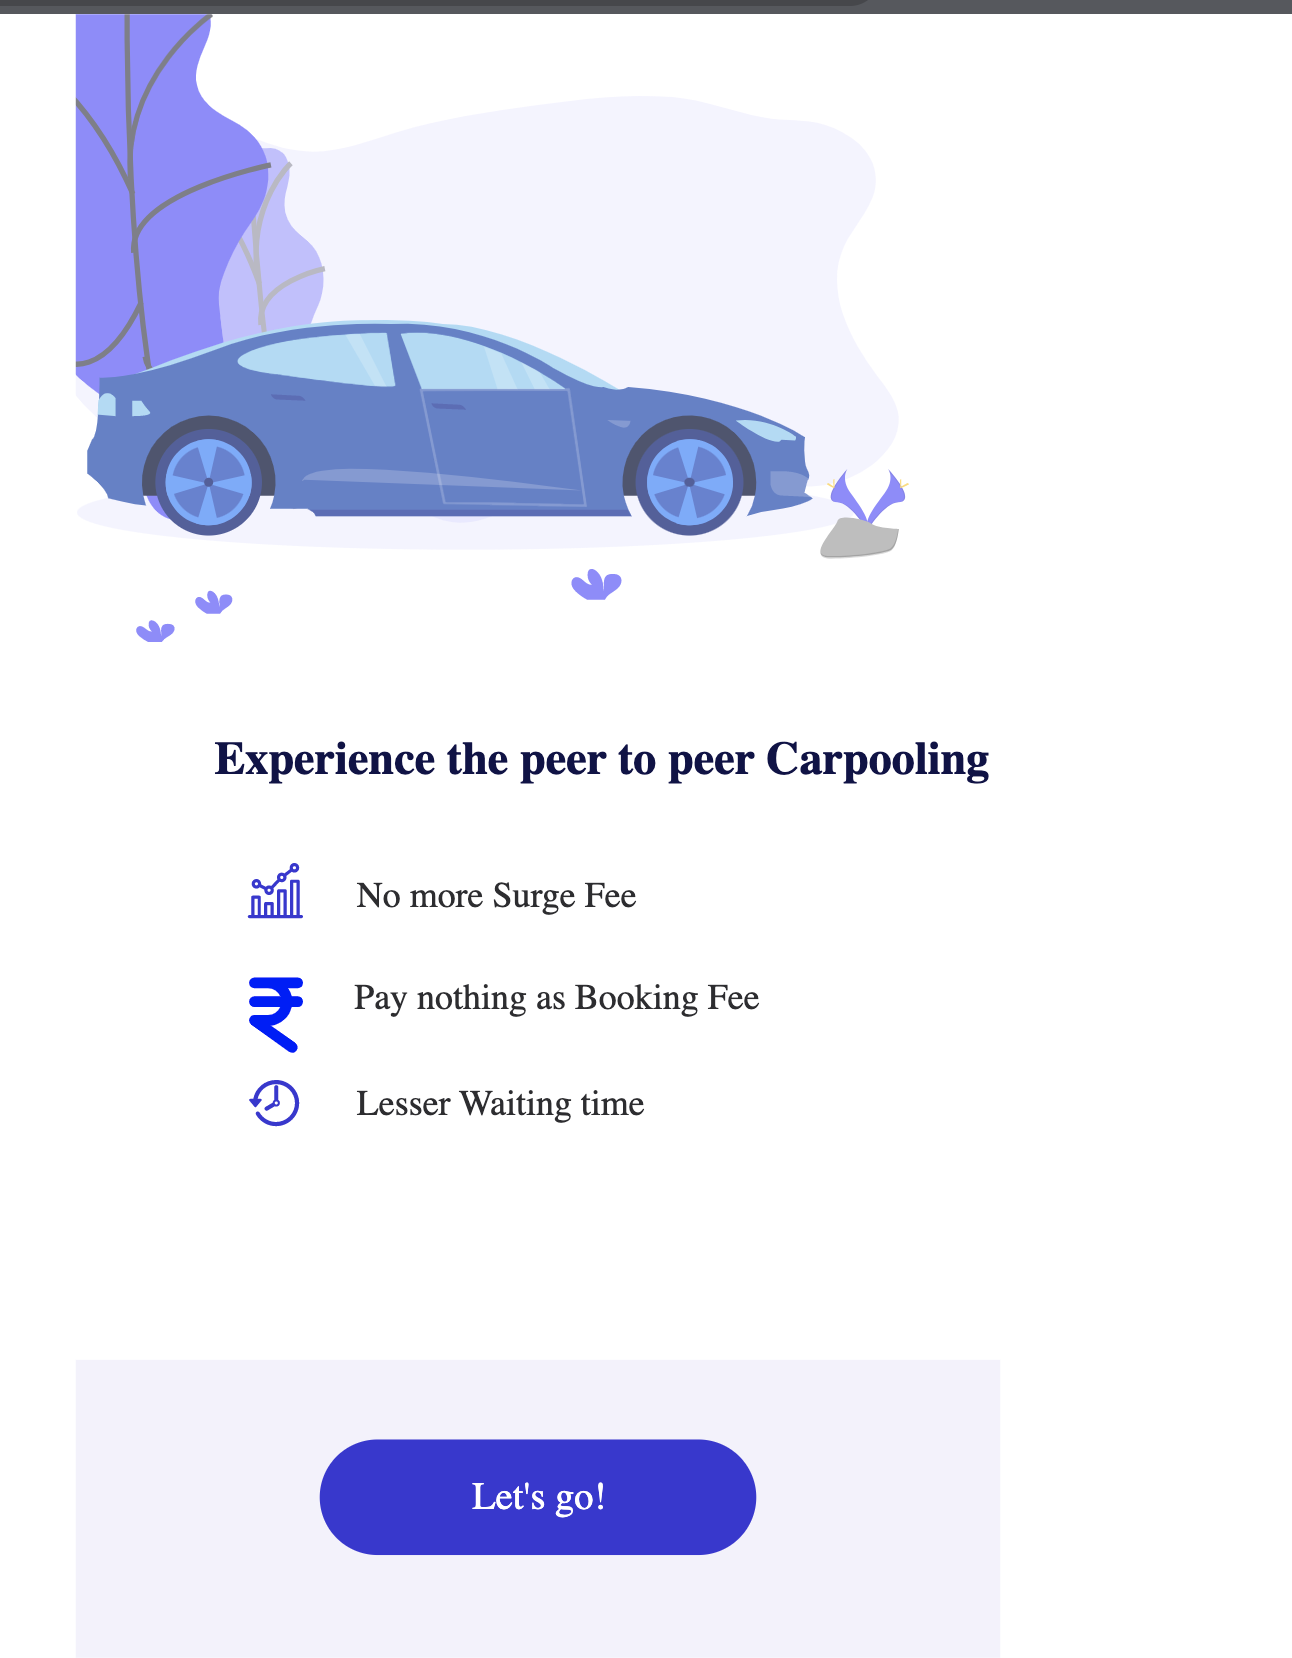 Experience the peer to peer Carpooling
No more Surge Fee
Pay nothing as Booking Fee
Lesser Waiting time
Let's go!